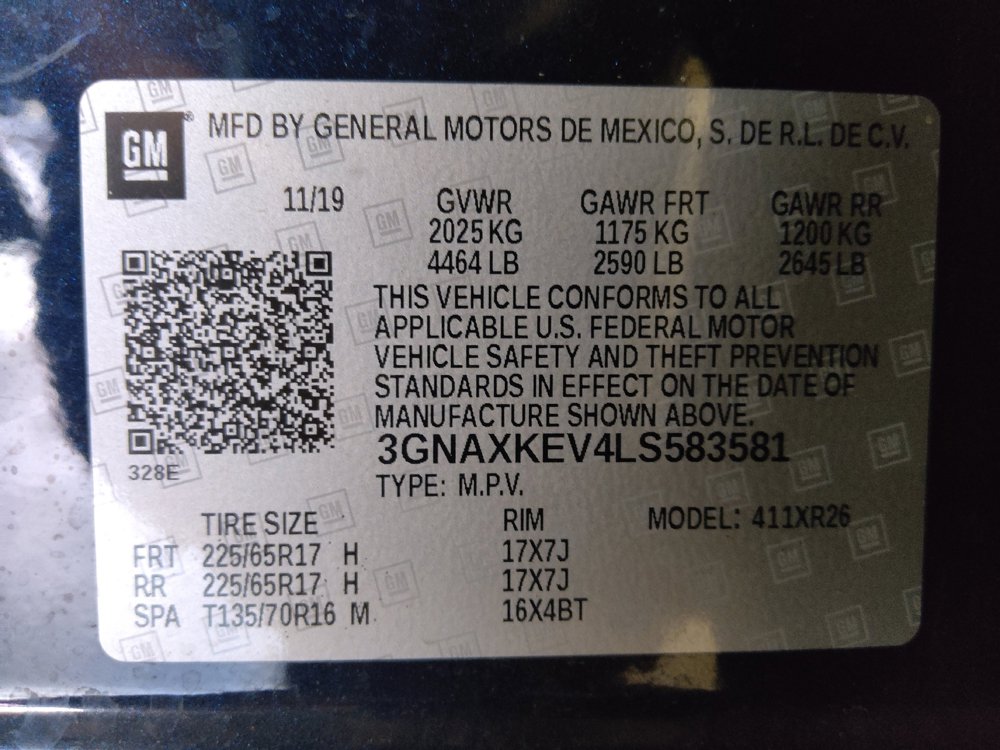 GM® MFD BY GENERAL MOTORS DE MEXICO, S. DE R.L. DE C.V.
11/19 GVWR GAWR FRT GAWR RR
2025 KG 1175 KG 1200 KG
4464 LB 2590 LB 2645 LB
THIS VEHICLE CONFORMS TO ALL
APPLICABLE U.S. FEDERAL MOTOR
VEHICLE SAFETY AND THEFT PREVENTION
STANDARDS IN EFFECT ON THE DATE OF
MANUFACTURE SHOWN ABOVE.
3GNAXKEV4LS583581
328E
TYPE: M.P.V.
TIRE SIZE RIM MODEL: 411XR26
FRT 225/65R17 H 17X7J
RR 225/65R17 H 17X7J
SPA T135/70R16 M 16X4BT